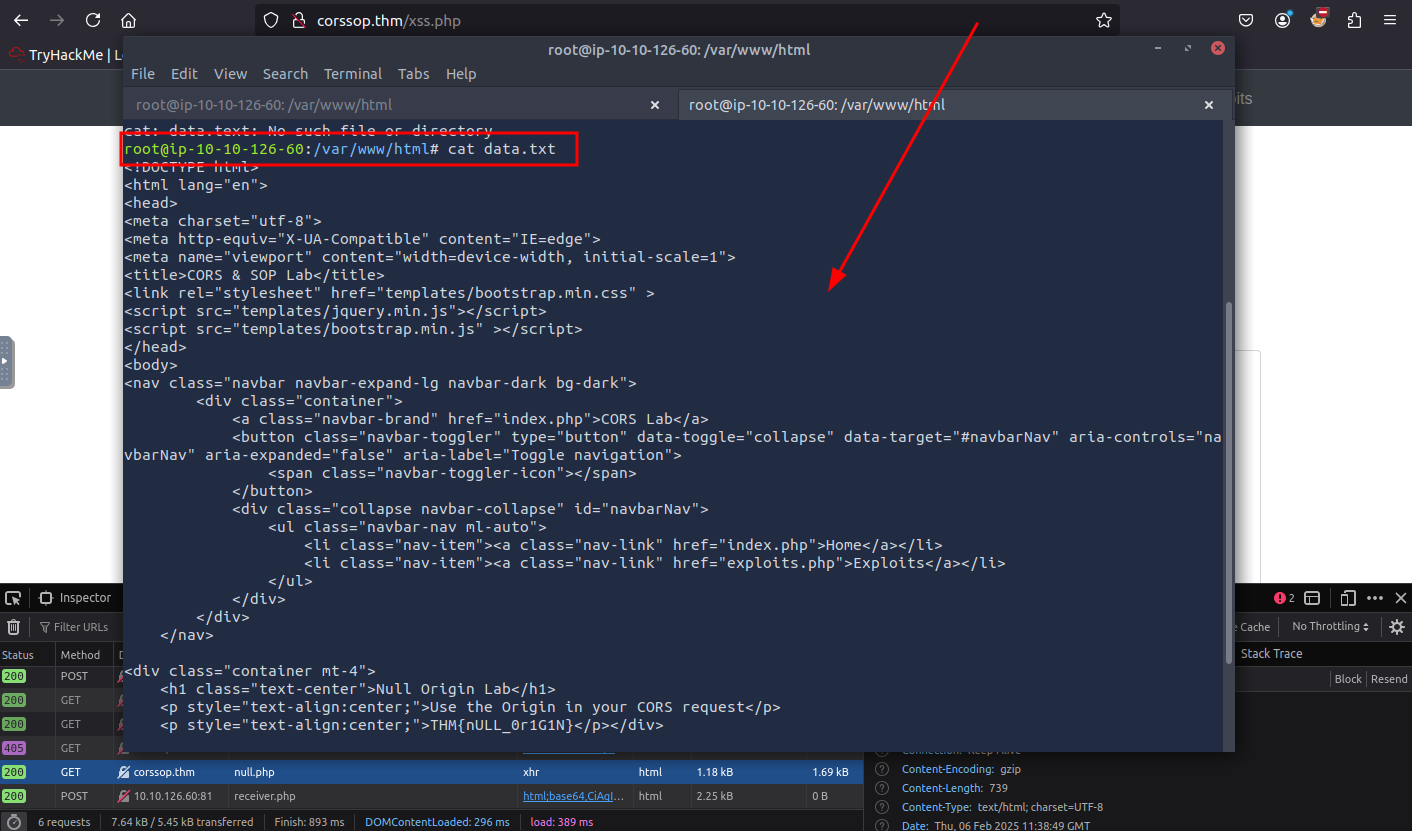 corssop.thm/xss.php
TryHackMe | L
root@ip-10-10-126-60: /var/www/html
File Edit View Search Terminal Tabs Help
root@ip-10-10-126-60: /var/www/html
root@ip-10-10-126-60: /var/www/html
its
cat: data.text: No such file or directory
root@ip-10-10-126-60:/var/www/html# cat data.txt
<!DOCTYPE html>
<html lang="en">
<head>
<meta charset="utf-8">
<meta http-equiv="X-UA-Compatible" content="IE=edge">
<meta name="viewport" content="width=device-width, initial-scale=1">
<title>CORS & SOP Lab</title>
<link rel="stylesheet" href="templates/bootstrap.min.css" >
<script src="templates/jquery.min.js"></script>
<script src="templates/bootstrap.min.js" ></script>
</head>
<body>
<nav class="navbar navbar-expand-lg navbar-dark bg-dark">
        <div class="container">
            <a class="navbar-brand" href="index.php">CORS Lab</a>
            <button class="navbar-toggler" type="button" data-toggle="collapse" data-target="#navbarNav" aria-controls="na
vbarNav" aria-expanded="false" aria-label="Toggle navigation">
                <span class="navbar-toggler-icon"></span>
            </button>
            <div class="collapse navbar-collapse" id="navbarNav">
                <ul class="navbar-nav ml-auto">
                    <li class="nav-item"><a class="nav-link" href="index.php">Home</a></li>
                    <li class="nav-item"><a class="nav-link" href="exploits.php">Exploits</a></li>
                </ul>
            </div>
        </div>
    </nav>
<div class="container mt-4">
    <h1 class="text-center">Null Origin Lab</h1>
    <p style="text-align:center;">Use the Origin in your CORS request</p>
    <p style="text-align:center;">THM{nULL_0r1G1N}</p></div>
Inspector
2
Filter URLs
e Cache
No Throttling
Status
Method
Stack Trace
200 POST
Block
Resend
200 GET
200 GET
405 GET
200 GET corssop.thm null.php xhr html 1.18 kB 1.69 kB
200 POST 10.10.126.60:81 receiver.php html;base64,CiAgI... html 2.25 kB 0 B
6 requests
7.64 kB / 5.45 kB transferred
Finish: 893 ms
DOMContentLoaded: 296 ms
load: 389 ms
Connection: Keep-Alive
Content-Encoding: gzip
Content-Length: 739
Content-Type: text/html; charset=UTF-8
Date: Thu, 06 Feb 2025 11:38:49 GMT